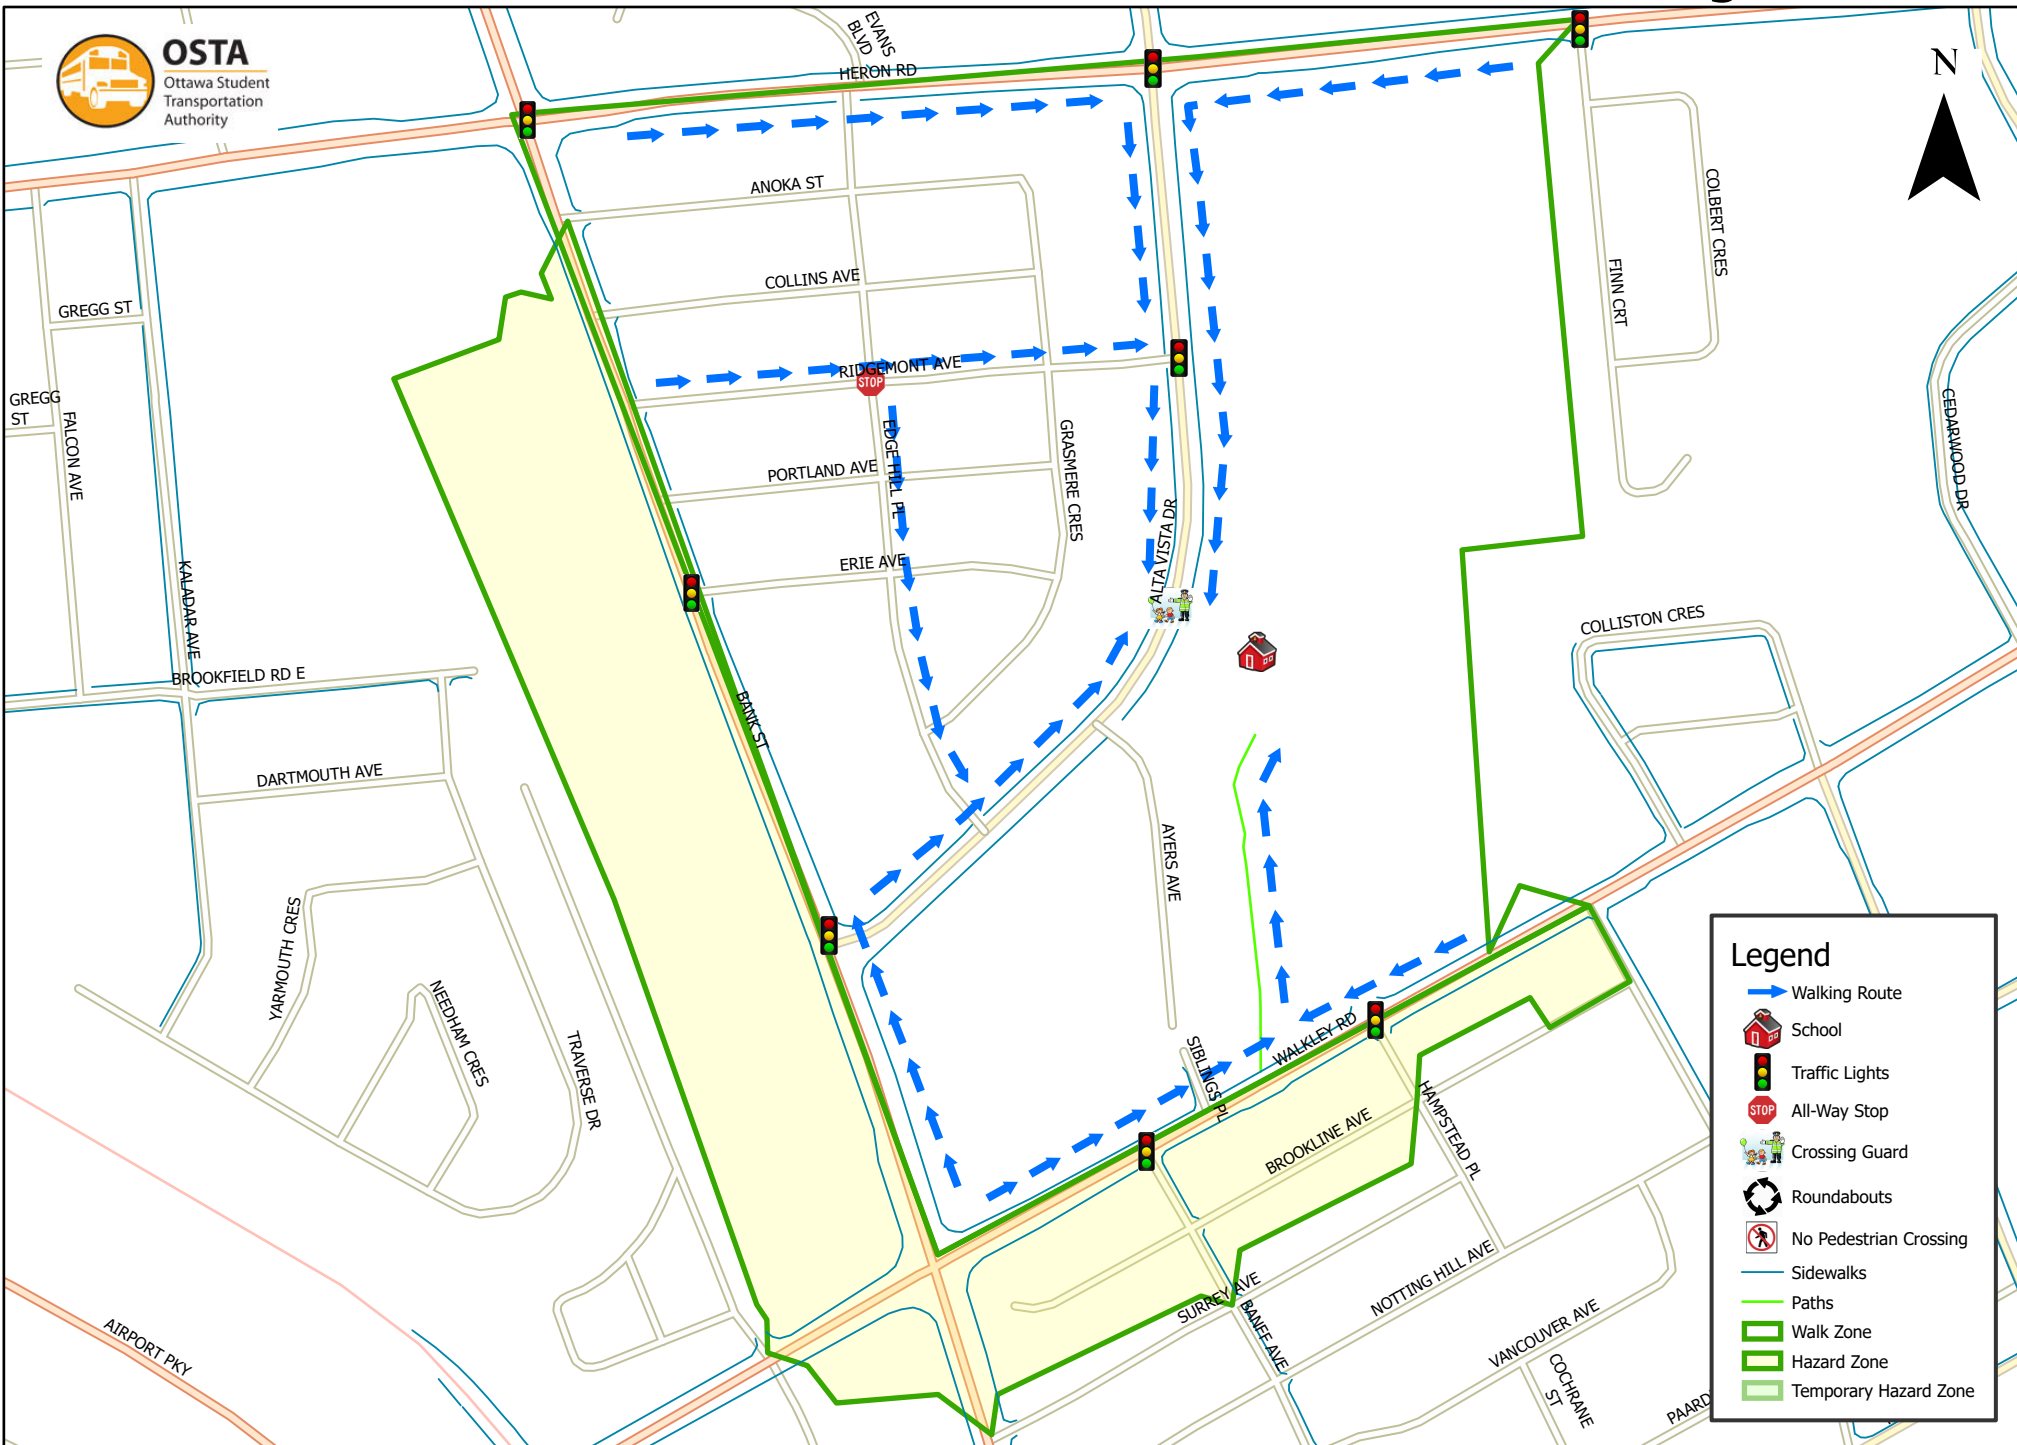 OSTA
Ottawa Student
Transportation
Authority
EVANS
BLVD
HERON RD
N
ANOKA ST
COLBERT CRES
COLLINS AVE
FINN CRT
GREGG ST
RIDGEMONT AVE
STOP
GREGG
ST
FALCON AVE
EDGE HILL PL
GRASMERE CRES
CEDARWOOD DR
PORTLAND AVE
ALTA VISTA DR
ERIE AVE
KALADAR AVE
COLLISTON CRES
BROOKFIELD RD E
BANK ST
DARTMOUTH AVE
AYERS AVE
YARMOUTH CRES
NEEDHAM CRES
TRAVERSE DR
SIBLINGS PL
WALKLEY RD
HAMPSTEAD PL
BROOKLINE AVE
SURREY AVE
BANFF AVE
NOTTING HILL AVE
VANCOUVER AVE
COCHRANE
ST
AIRPORT PKY
PAARD
Legend
Walking Route
School
Traffic Lights
STOP
All-Way Stop
Crossing Guard
Roundabouts
No Pedestrian Crossing
Sidewalks
Paths
Walk Zone
Hazard Zone
Temporary Hazard Zone